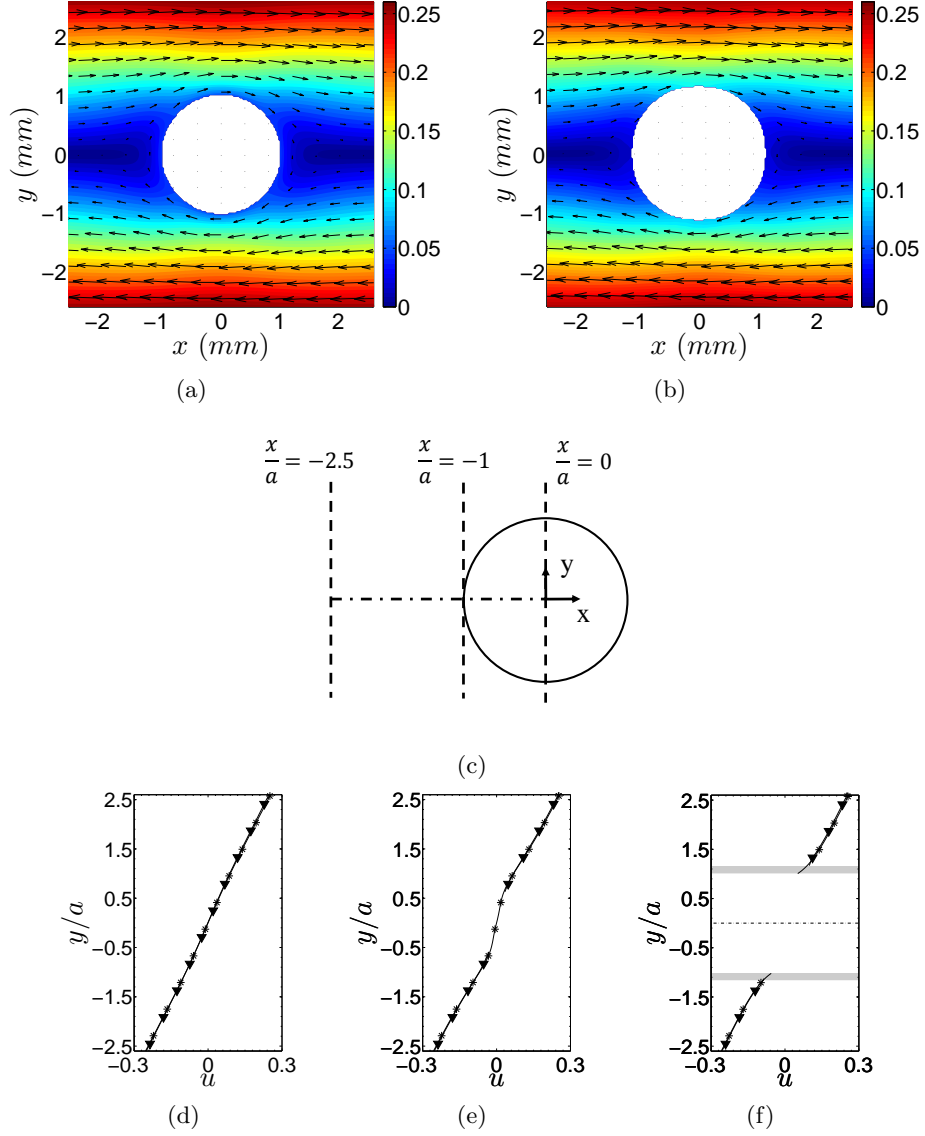 0.25
0.2
0.15
0.1
0.05
0
2
1
0
−1
−2
y (mm)
−2 −1 0 1 2
x (mm)
(a)
0.25
0.2
0.15
0.1
0.05
0
2
1
0
−1
−2
y (mm)
−2 −1 0 1 2
x (mm)
(b)
x/a = −2.5
x/a = −1
x/a = 0
y
x
(c)
2.5
1.5
0.5
−0.5
−1.5
−2.5
y/a
−0.3 0 0.3
u
(d)
2.5
1.5
0.5
−0.5
−1.5
−2.5
y/a
−0.3 0 0.3
u
(e)
2.5
1.5
0.5
−0.5
−1.5
−2.5
y/a
−0.3 0 0.3
u
(f)